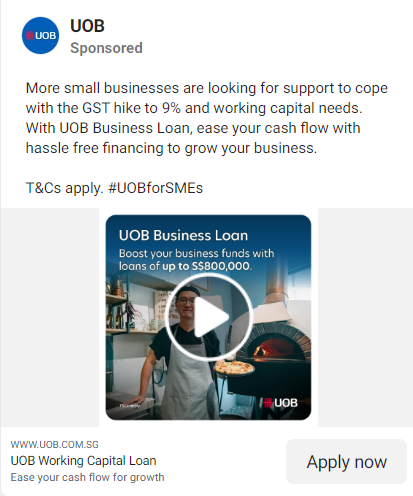 UOB
UOB
Sponsored
More small businesses are looking for support to cope
with the GST hike to 9% and working capital needs.
With UOB Business Loan, ease your cash flow with
hassle free financing to grow your business.
T&Cs apply. #UOBforSMEs
UOB Business Loan
Boost your business funds with
loans of up to S$800,000.
UOB
WWW.UOB.COM.SG
UOB Working Capital Loan
Ease your cash flow for growth
Apply now